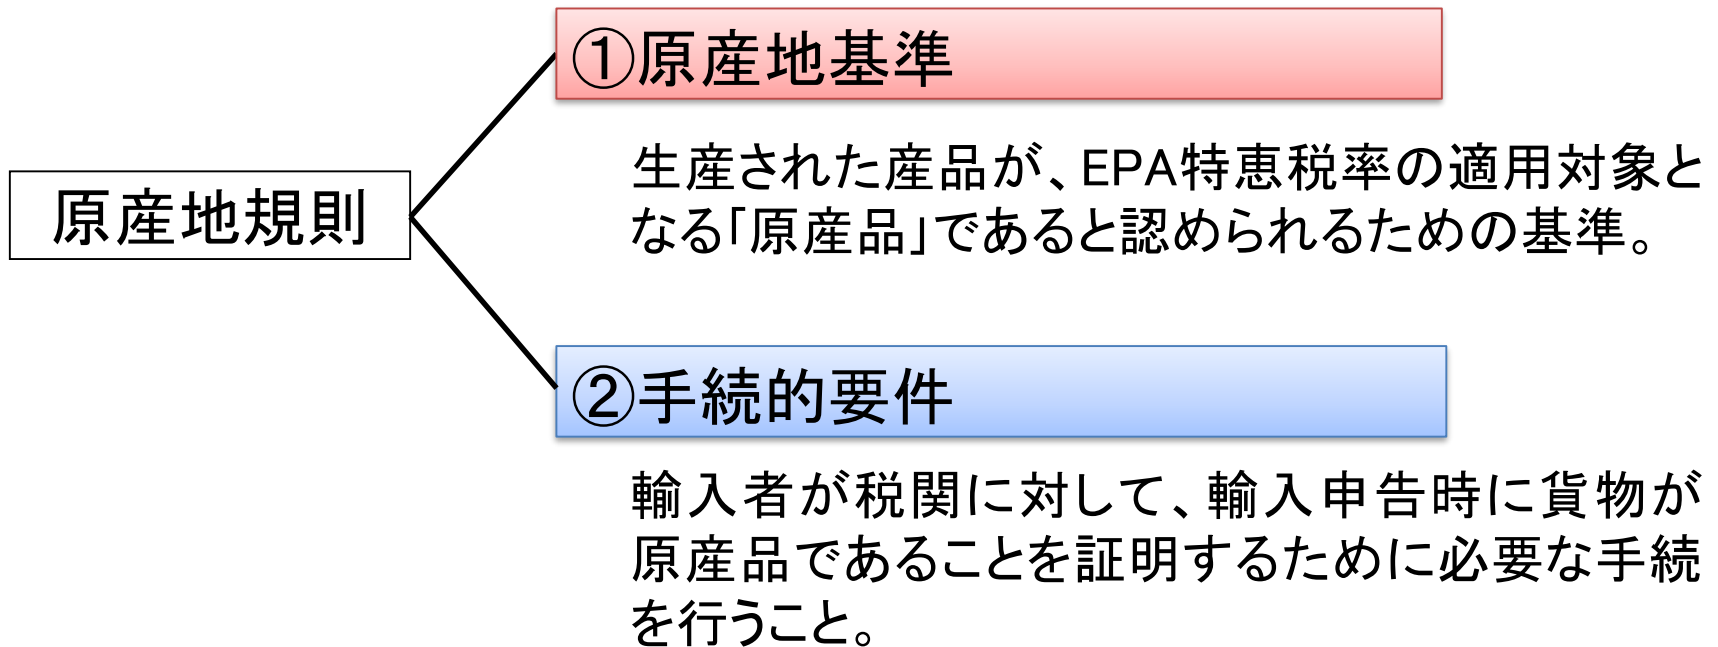 原産地規則
①原産地基準
生産された産品が、EPA特恵税率の適用対象と
なる「原産品」であると認められるための基準。
②手続的要件
輸入者が税関に対して、輸入申告時に貨物が
原産品であることを証明するために必要な手続
を行うこと。